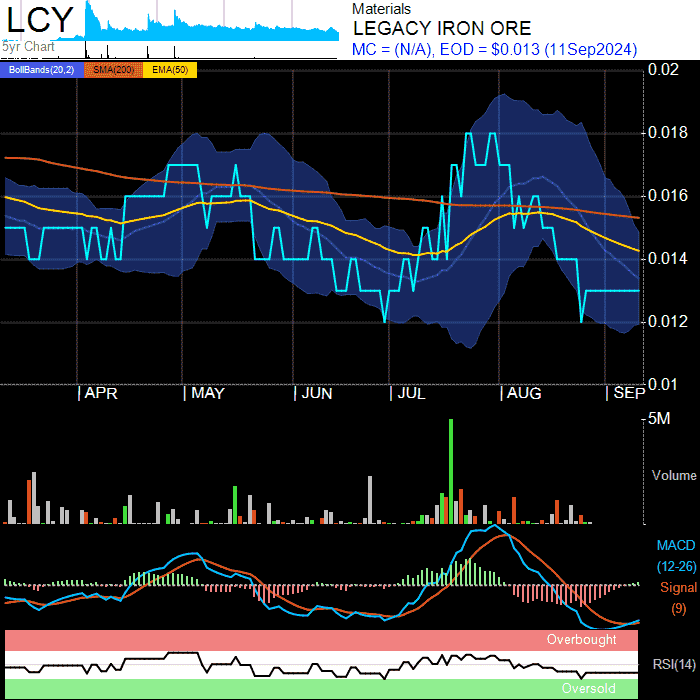 LCY
5yr Chart
Materials
LEGACY IRON ORE
MC = (N/A), EOD = $0.013 (11Sep2024)
BollBands(20,2) SMA(200) EMA(50)
0.02
0.018
0.016
0.014
0.012
0.01
APR MAY JUN JUL AUG SEP
5M
Volume
MACD
(12-26)
Signal
(9)
Overbought
RSI(14)
Oversold